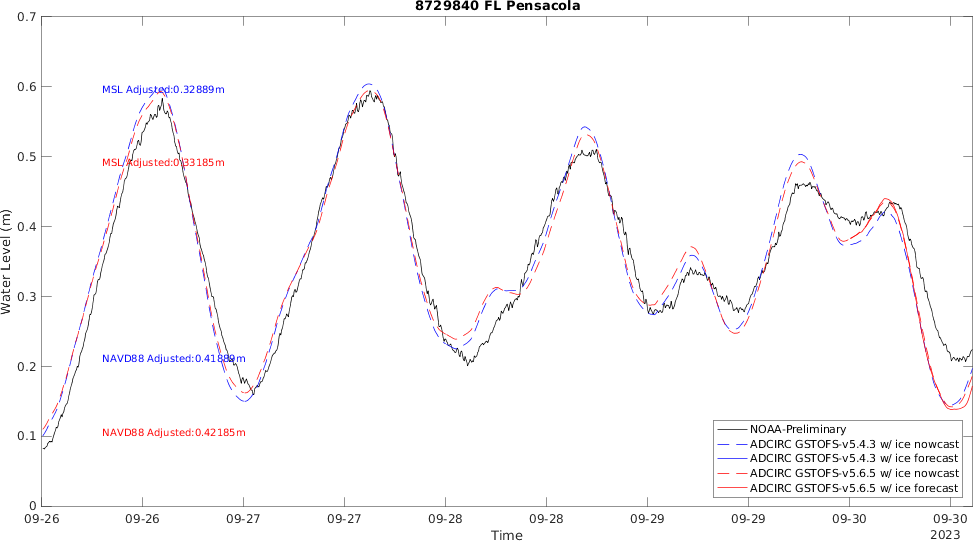 8729840 FL Pensacola
0.7
0.6
0.5
0.4
0.3
0.2
0.1
0
Water Level (m)
MSL Adjusted:0.32889m
MSL Adjusted:0.33185m
NAVD88 Adjusted:0.41889m
NAVD88 Adjusted:0.42185m
NOAA-Preliminary
ADCIRC GSTOFS-v5.4.3 w/ ice nowcast
ADCIRC GSTOFS-v5.4.3 w/ ice forecast
ADCIRC GSTOFS-v5.6.5 w/ ice nowcast
ADCIRC GSTOFS-v5.6.5 w/ ice forecast
09-26 09-26 09-27 09-27 09-28 09-28 09-29 09-29 09-30 09-30
2023
Time